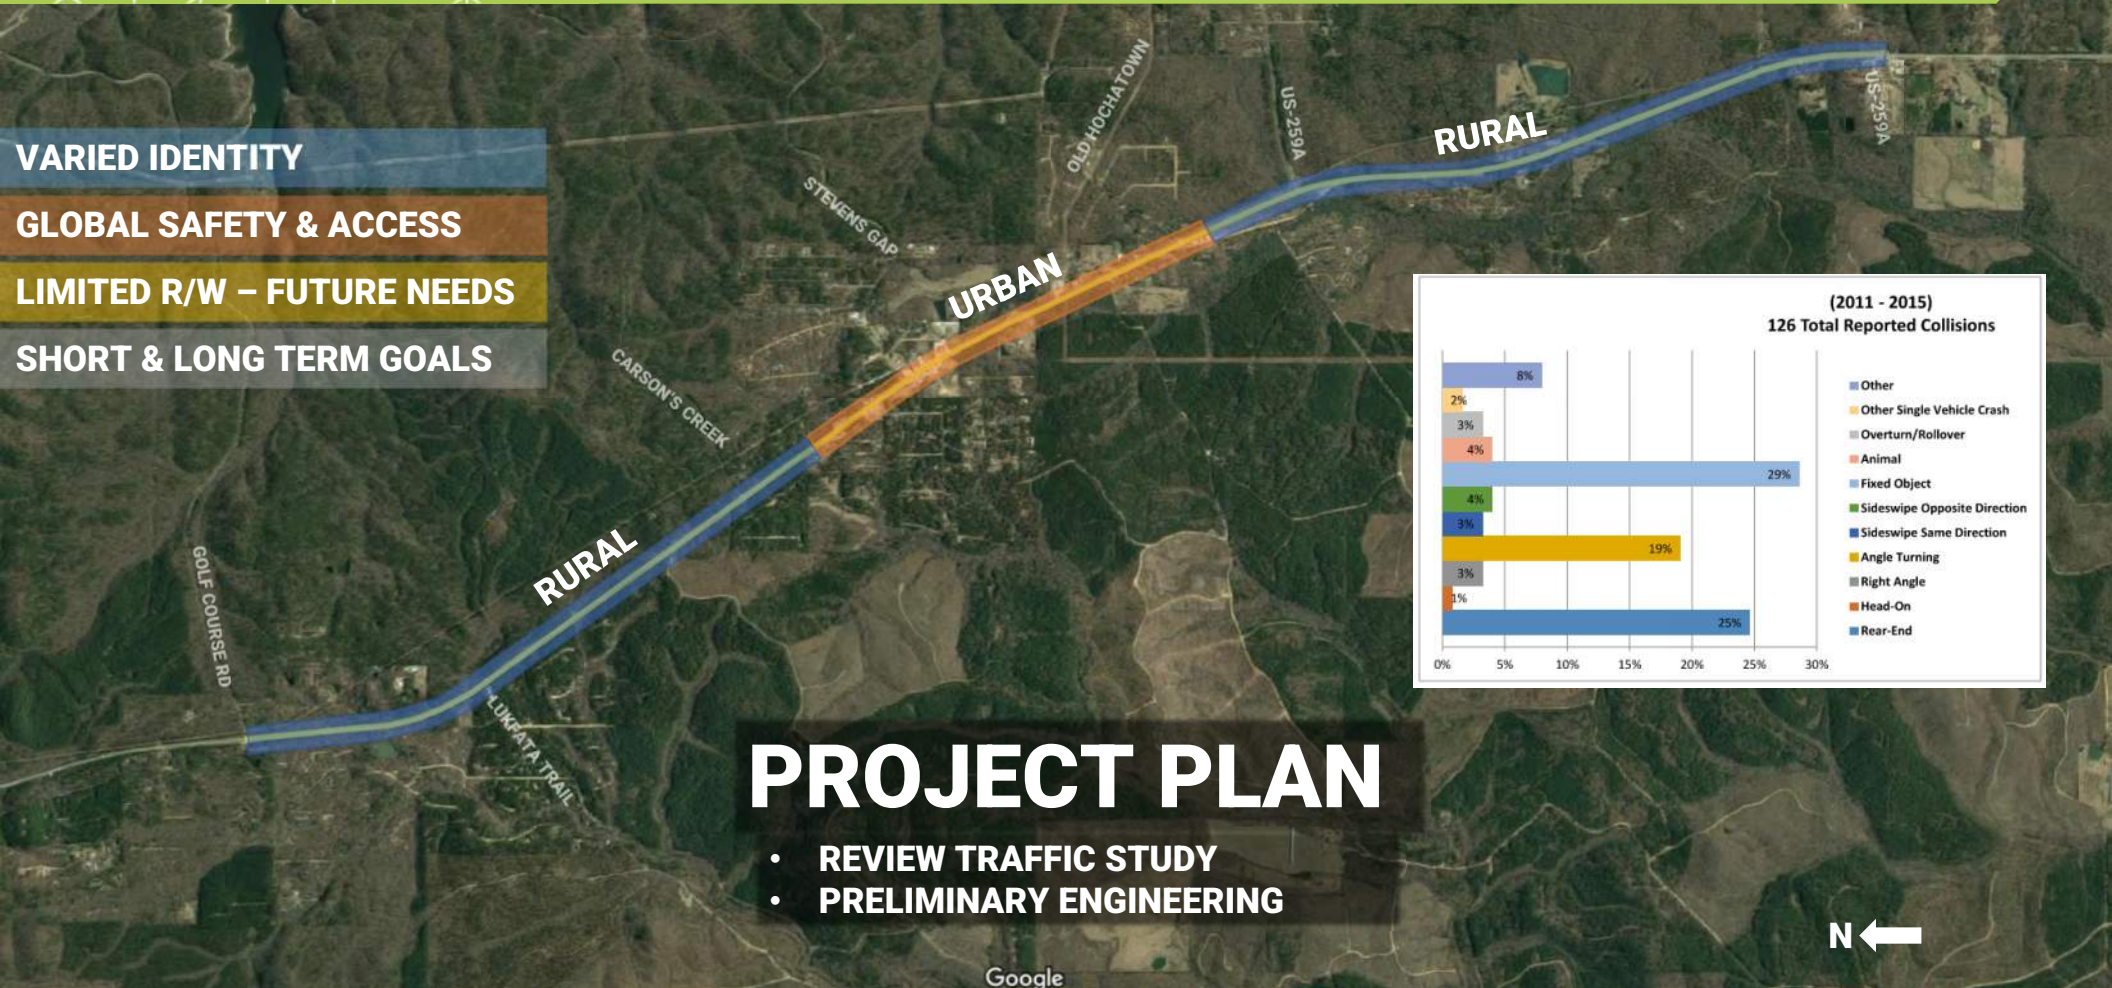 VARIED IDENTITY
GLOBAL SAFETY & ACCESS
LIMITED R/W – FUTURE NEEDS
SHORT & LONG TERM GOALS
OLD HOCHATOWN
US-259A
RURAL
US-259A
STEVENS GAP
URBAN
CARSON'S CREEK
RURAL
GOLF COURSE RD
LUKFATA TRAIL
(2011 - 2015)
126 Total Reported Collisions
8%
2%
3%
4%
29%
4%
3%
19%
3%
1%
25%
0% 5% 10% 15% 20% 25% 30%
Other
Other Single Vehicle Crash
Overturn/Rollover
Animal
Fixed Object
Sideswipe Opposite Direction
Sideswipe Same Direction
Angle Turning
Right Angle
Head-On
Rear-End
PROJECT PLAN
• REVIEW TRAFFIC STUDY
• PRELIMINARY ENGINEERING
N
Google